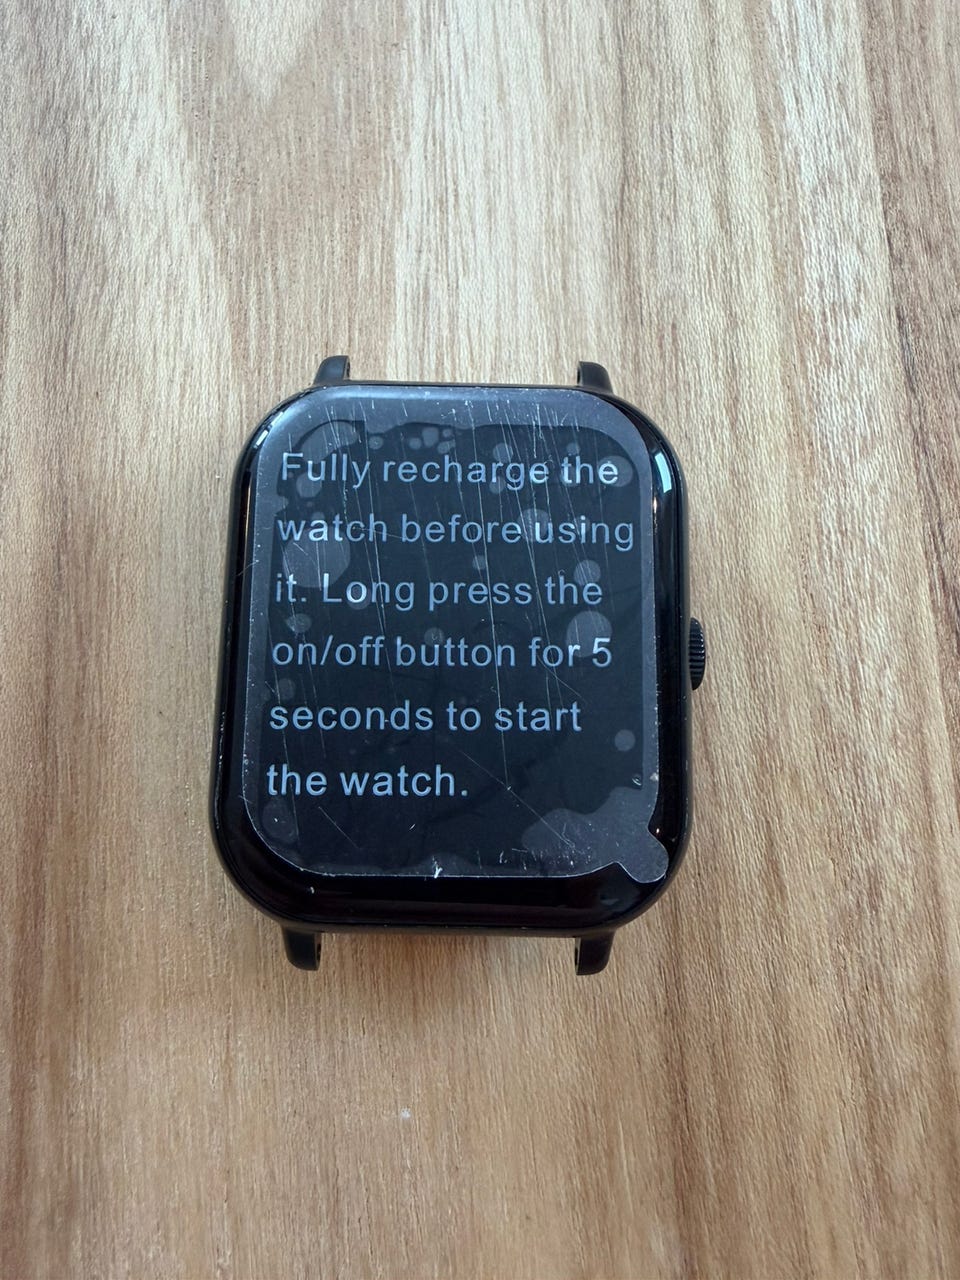 Fully recharge the
watch before using
it. Long press the
on/off button for 5
seconds to start
the watch.